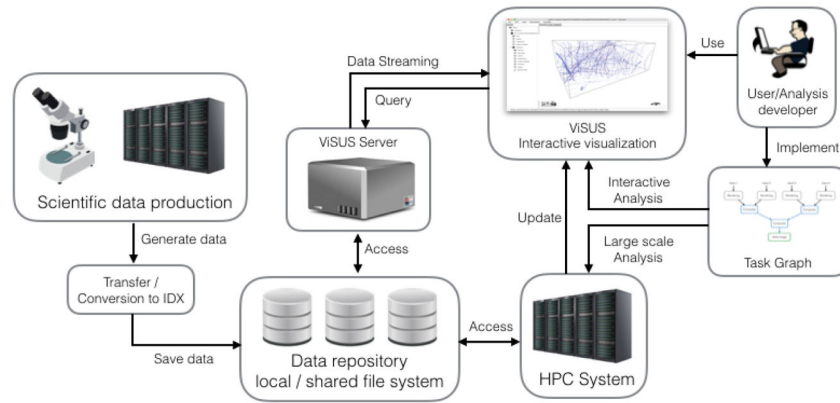 Data Streaming
Query
Use
User/Analysis
developer
ViSUS
Interactive visualization
ViSUS Server
Scientific data production
Implement
Generate data
Access
Update
Interactive
Analysis
Large scale
Analysis
Task Graph
Transfer /
Conversion to IDX
Save data
Data repository
local / shared file system
Access
HPC System